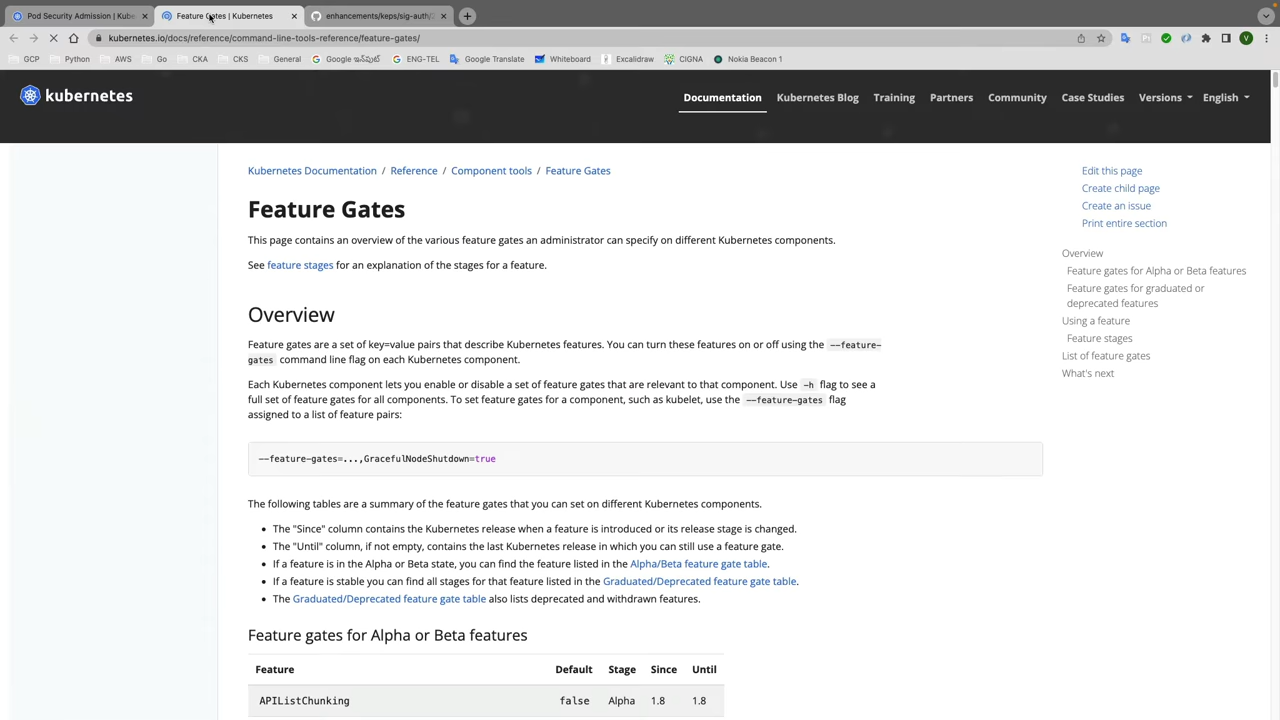 Pod Security Admission | Kube
Feature Gates | Kubernetes
enhancements/keps/sig-auth/
kubernetes.io/docs/reference/command-line-tools-reference/feature-gates/
V
GCP Python AWS Go CKA CKS General Google ENG-TEL Google Translate Whiteboard Excalidraw CIGNA Nokia Beacon 1
kubernetes
Documentation Kubernetes Blog Training Partners Community Case Studies Versions English
Kubernetes Documentation / Reference / Component tools / Feature Gates
Feature Gates
This page contains an overview of the various feature gates an administrator can specify on different Kubernetes components.
See feature stages for an explanation of the stages for a feature.
Overview
Feature gates are a set of key=value pairs that describe Kubernetes features. You can turn these features on or off using the --feature-
gates command line flag on each Kubernetes component.
Each Kubernetes component lets you enable or disable a set of feature gates that are relevant to that component. Use -h flag to see a
full set of feature gates for all components. To set feature gates for a component, such as kubelet, use the --feature-gates flag
assigned to a list of feature pairs:
--feature-gates=...,GracefulNodeShutdown=true
The following tables are a summary of the feature gates that you can set on different Kubernetes components.
• The "Since" column contains the Kubernetes release when a feature is introduced or its release stage is changed.
• The "Until" column, if not empty, contains the last Kubernetes release in which you can still use a feature gate.
• If a feature is in the Alpha or Beta state, you can find the feature listed in the Alpha/Beta feature gate table.
• If a feature is stable you can find all stages for that feature listed in the Graduated/Deprecated feature gate table.
• The Graduated/Deprecated feature gate table also lists deprecated and withdrawn features.
Feature gates for Alpha or Beta features
Feature Default Stage Since Until
APIListChunking false Alpha 1.8 1.8
Edit this page
Create child page
Create an issue
Print entire section
Overview
Feature gates for Alpha or Beta features
Feature gates for graduated or
deprecated features
Using a feature
Feature stages
List of feature gates
What's next